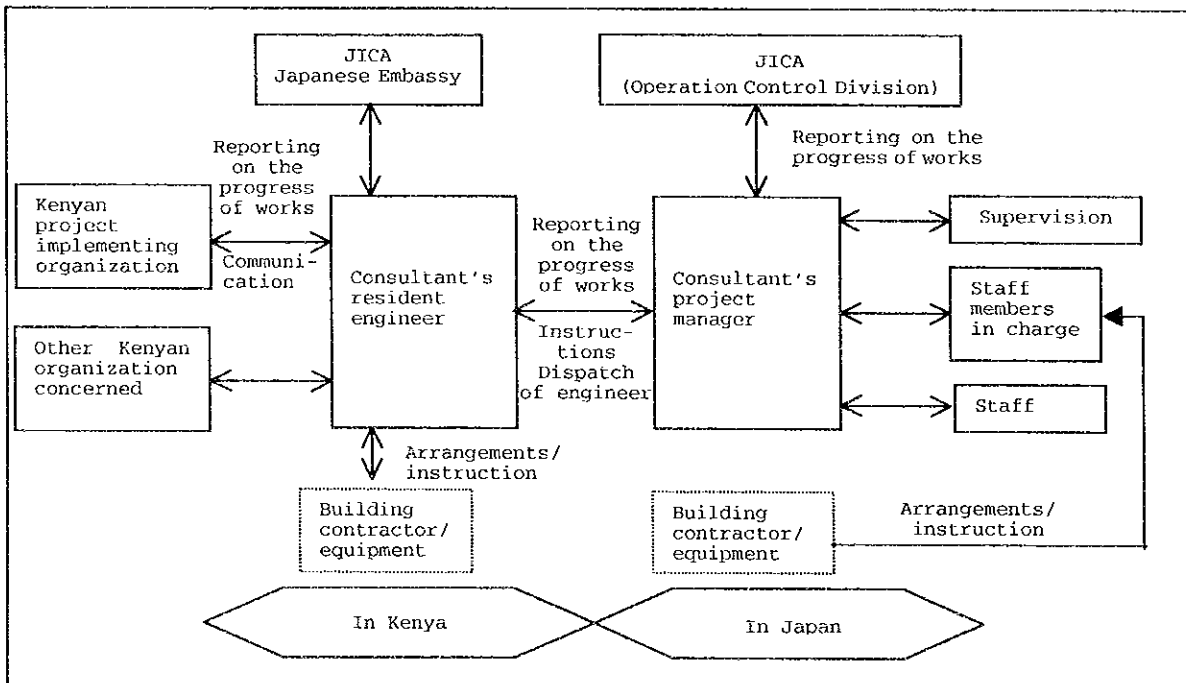 JICA
Japanese Embassy
JICA
(Operation Control Division)
Reporting
on the
progress
of works
Reporting on the
progress of works
Kenyan
project
implementing
organization
Communi-
cation
Consultant's
resident
engineer
Reporting
on the
progress
of works
Instruc-
tions
Dispatch
of engineer
Consultant's
project
manager
Supervision
Staff
members
in charge
Staff
Other Kenyan
organization
concerned
Arrangements/
instruction
Building
contractor/
equipment
Building
contractor/
equipment
Arrangements/
instruction
In Kenya
In Japan